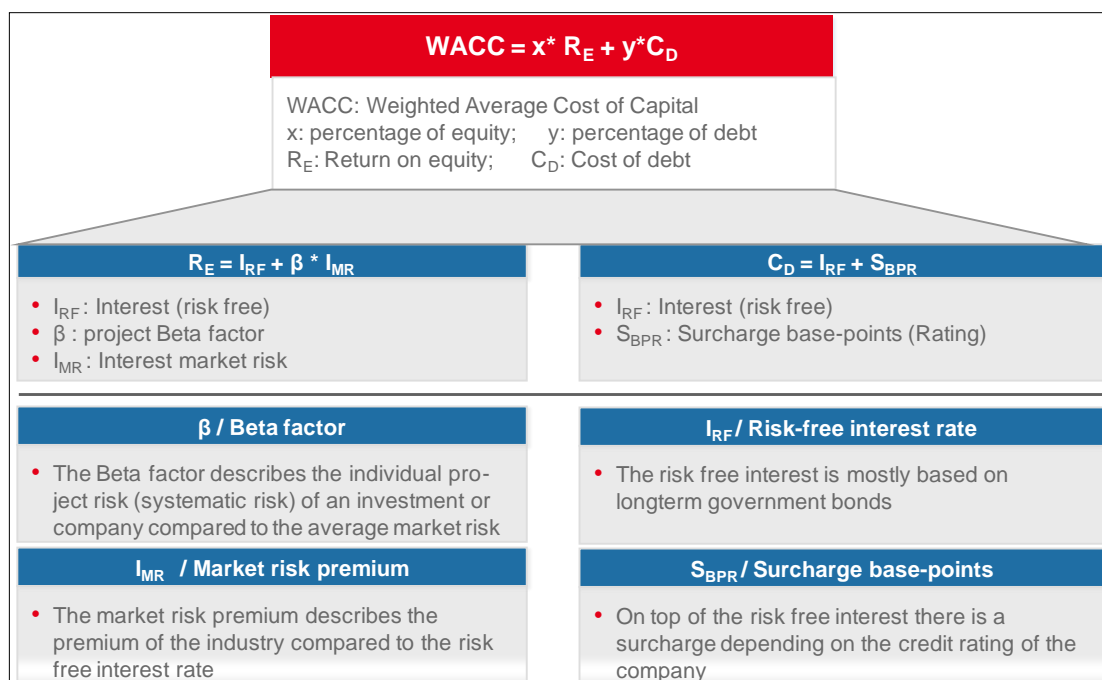 WACC = x* R_E + y*C_D
WACC: Weighted Average Cost of Capital
x: percentage of equity; y: percentage of debt
R_E: Return on equity; C_D: Cost of debt
R_E = I_RF + β * I_MR
• I_RF : Interest (risk free)
• β : project Beta factor
• I_MR : Interest market risk
C_D = I_RF + S_BPR
• I_RF : Interest (risk free)
• S_BPR : Surcharge base-points (Rating)
β / Beta factor
• The Beta factor describes the individual pro-
ject risk (systematic risk) of an investment or
company compared to the average market risk
I_RF / Risk-free interest rate
• The risk free interest is mostly based on
longterm government bonds
I_MR / Market risk premium
• The market risk premium describes the
premium of the industry compared to the risk
free interest rate
S_BPR / Surcharge base-points
• On top of the risk free interest there is a
surcharge depending on the credit rating of the
company